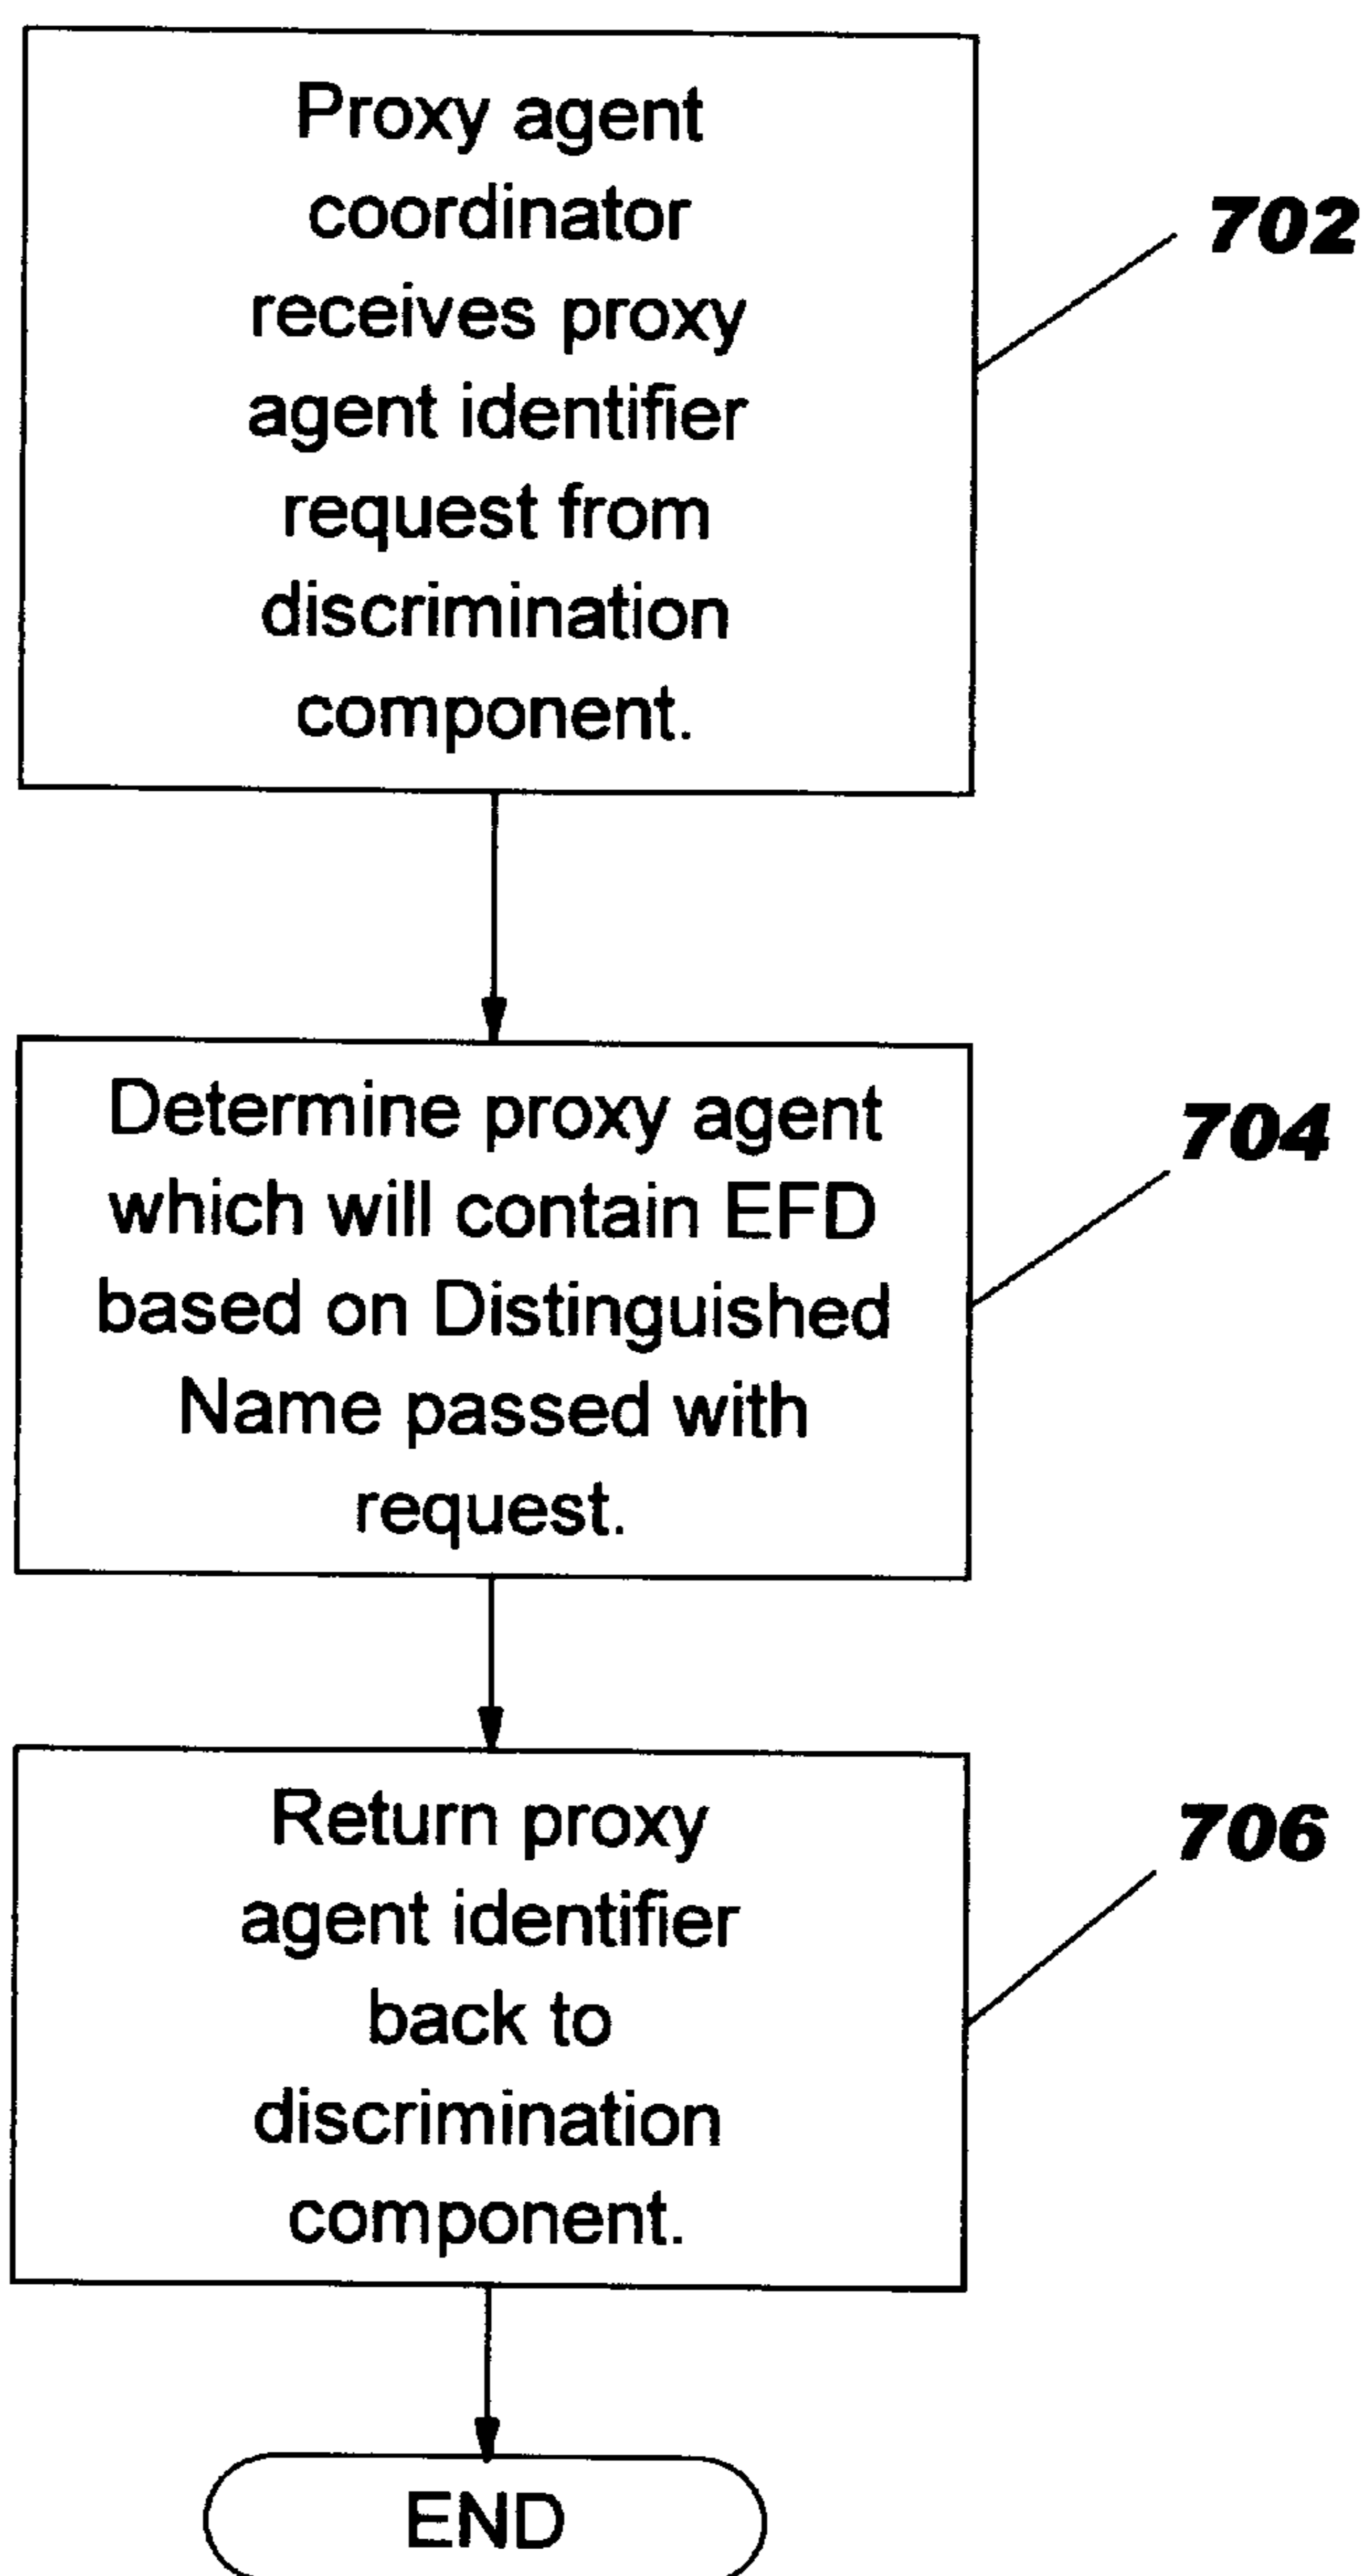 Proxy agent
coordinator
receives proxy
agent identifier
request from
discrimination
component.
702
Determine proxy agent
which will contain EFD
based on Distinguished
Name passed with
request.
704
Return proxy
agent identifier
back to
discrimination
component.
706
END